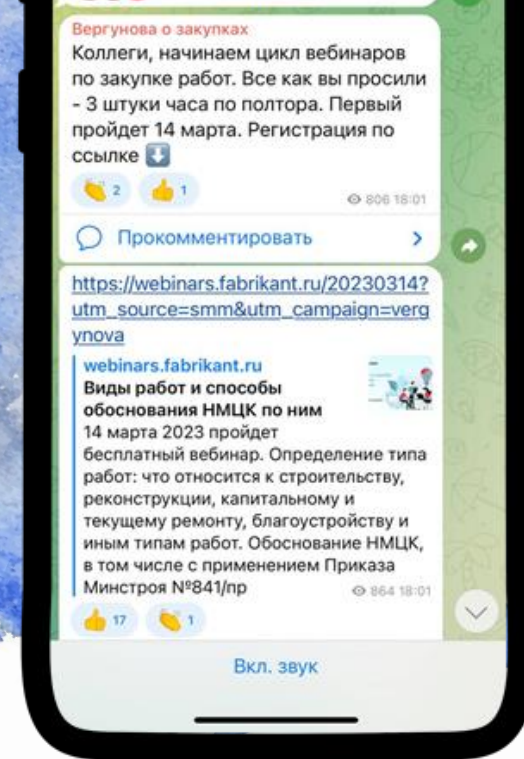 Вергунова о закупках
Коллеги, начинаем цикл вебинаров
по закупке работ. Все как вы просили
- 3 штуки часа по полтора. Первый
пройдет 14 марта. Регистрация по
ссылке ⬇️
👏 2 👍 1
806 18:01
Прокомментировать
https://webinars.fabrikant.ru/20230314?
utm_source=smm&utm_campaign=verg
ynova
webinars.fabrikant.ru
Виды работ и способы
обоснования НМЦК по ним
14 марта 2023 пройдет
бесплатный вебинар. Определение типа
работ: что относится к строительству,
реконструкции, капитальному и
текущему ремонту, благоустройству и
иным типам работ. Обоснование НМЦК,
в том числе с применением Приказа
Минстроя №841/пр
864 18:01
👍 17 👏 1
Вкл. звук